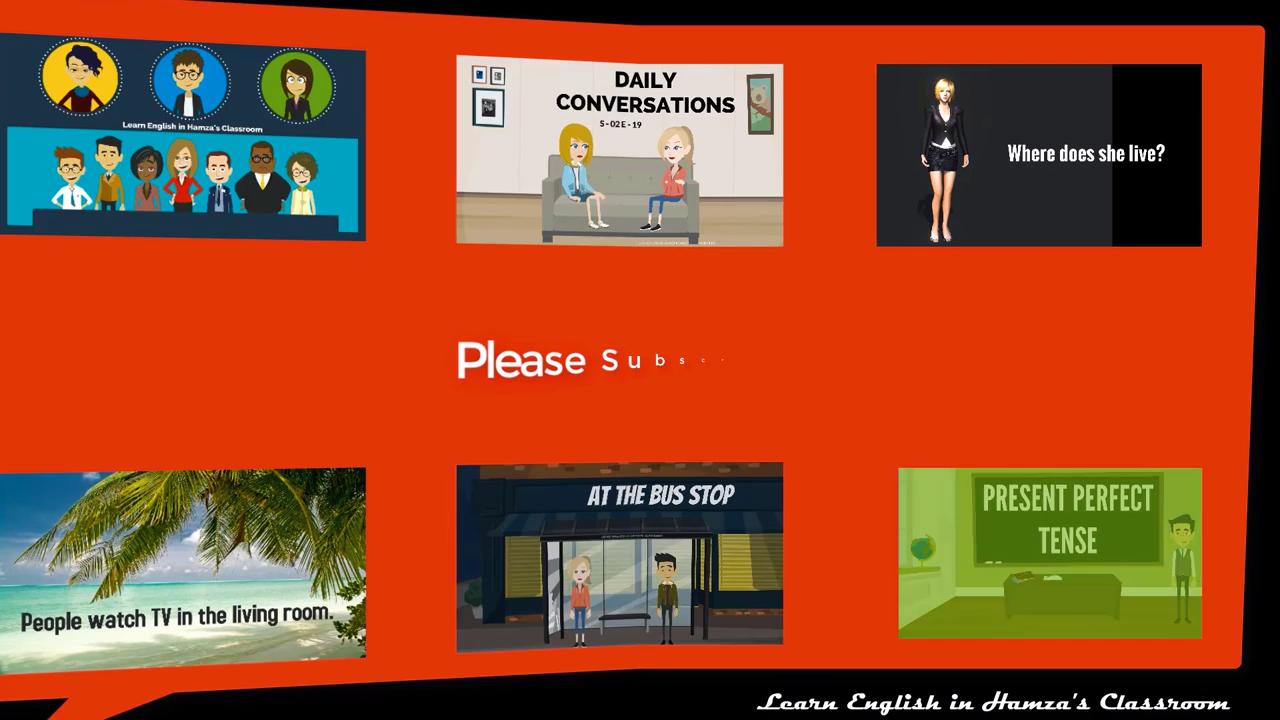 Learn English in Hamza's Classroom
DAILY
CONVERSATIONS
S-02E-19
Where does she live?
Please Subsc
People watch TV in the living room.
AT THE BUS STOP
PRESENT PERFECT
TENSE
Learn English in Hamza's Classroom